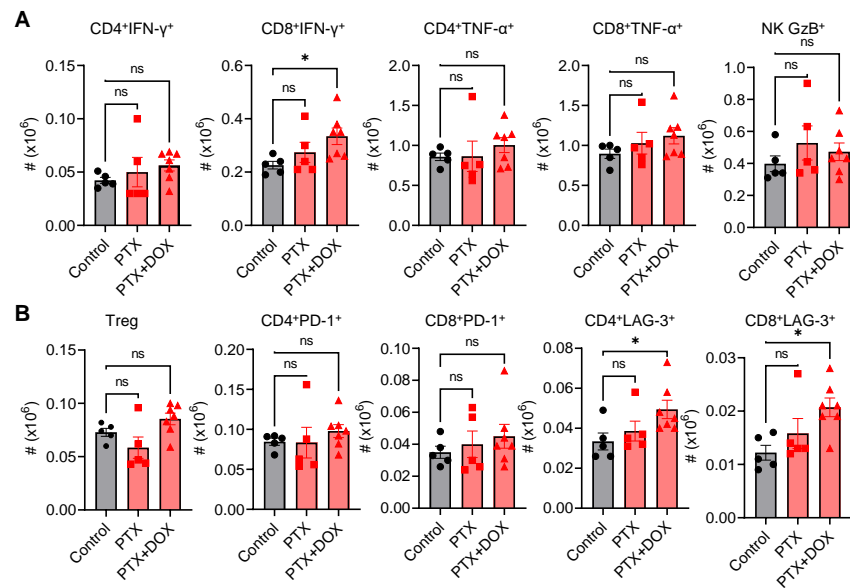 A
CD4⁺IFN-γ⁺
CD8⁺IFN-γ⁺
CD4⁺TNF-α⁺
CD8⁺TNF-α⁺
NK GzB⁺
# (x10⁶)
0.15
0.10
0.05
0.00
ns
ns
Control
PTX
PTX+DOX
# (x10⁶)
0.6
0.4
0.2
0.0
*
ns
Control
PTX
PTX+DOX
# (x10⁶)
2.0
1.5
1.0
0.5
0.0
ns
ns
Control
PTX
PTX+DOX
# (x10⁶)
2.0
1.5
1.0
0.5
0.0
ns
ns
Control
PTX
PTX+DOX
# (x10⁶)
1.0
0.8
0.6
0.4
0.2
0.0
ns
ns
Control
PTX
PTX+DOX
B
Treg
CD4⁺PD-1⁺
CD8⁺PD-1⁺
CD4⁺LAG-3⁺
CD8⁺LAG-3⁺
# (x10⁶)
0.15
0.10
0.05
0.00
ns
ns
Control
PTX
PTX+DOX
# (x10⁶)
0.20
0.15
0.10
0.05
0.00
ns
ns
Control
PTX
PTX+DOX
# (x10⁶)
0.10
0.08
0.06
0.04
0.02
0.00
ns
ns
Control
PTX
PTX+DOX
# (x10⁶)
0.08
0.06
0.04
0.02
0.00
*
ns
Control
PTX
PTX+DOX
# (x10⁶)
0.03
0.02
0.01
0.00
*
ns
Control
PTX
PTX+DOX